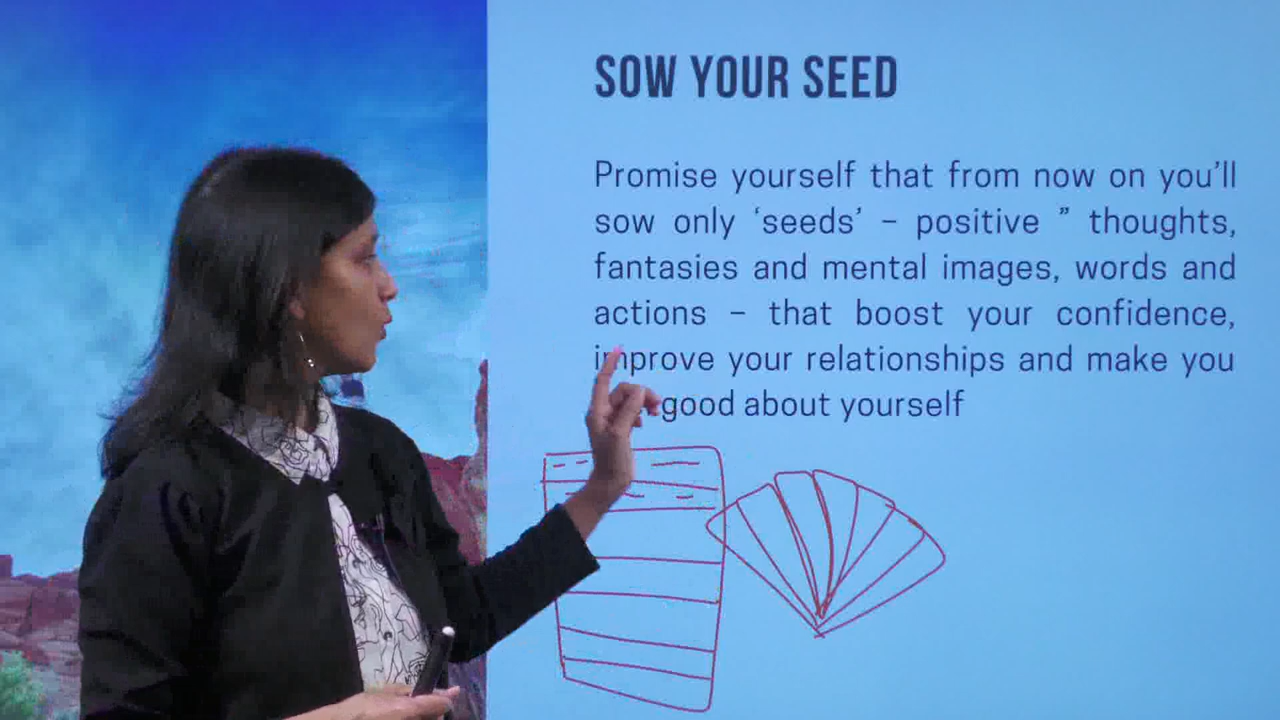 SOW YOUR SEED
Promise yourself that from now on you'll
sow only ‘seeds’ – positive ” thoughts,
fantasies and mental images, words and
actions – that boost your confidence,
improve your relationships and make you
good about yourself